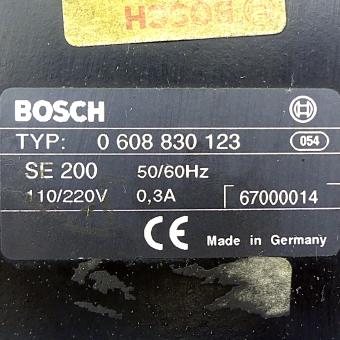 BOSCH
BOSCH
TYP: 0 608 830 123 054
SE 200 50/60Hz
110/220V 0,3A 67000014
CE Made in Germany